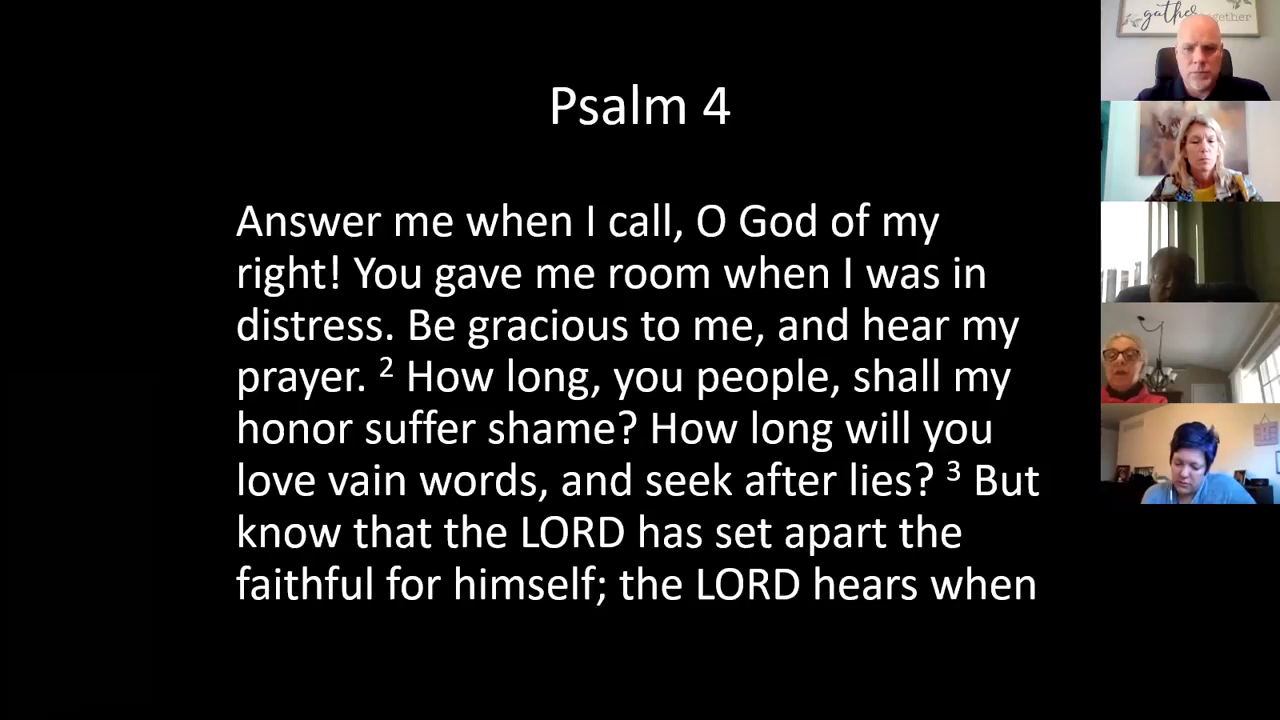 Psalm 4
Answer me when I call, O God of my
right! You gave me room when I was in
distress. Be gracious to me, and hear my
prayer. ² How long, you people, shall my
honor suffer shame? How long will you
love vain words, and seek after lies? ³ But
know that the LORD has set apart the
faithful for himself; the LORD hears when
gather
together